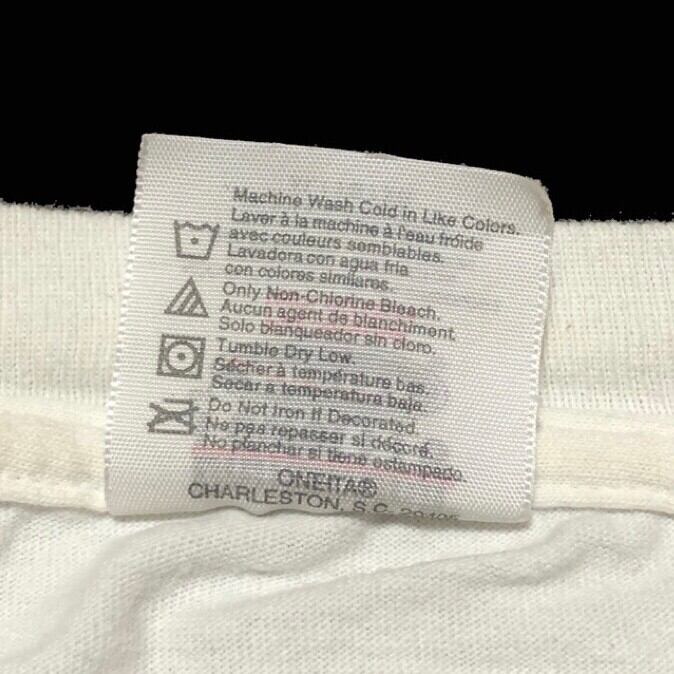 Machine Wash Cold in Like Colors.
Laver à la machine à l'eau froide
avec couleurs semblables.
Lavadora con agua fria
con colores similares.
Only Non-Chlorine Bleach.
Aucun agent de blanchiment.
Solo blanqueador sin cloro.
Tumble Dry Low.
Sécher à température bas.
Secar a temperatura baja.
Do Not Iron If Decorated.
Ne pas repasser si décoré.
No planchar si tiene estampado.
ONEITA®
CHARLESTON, S.C.